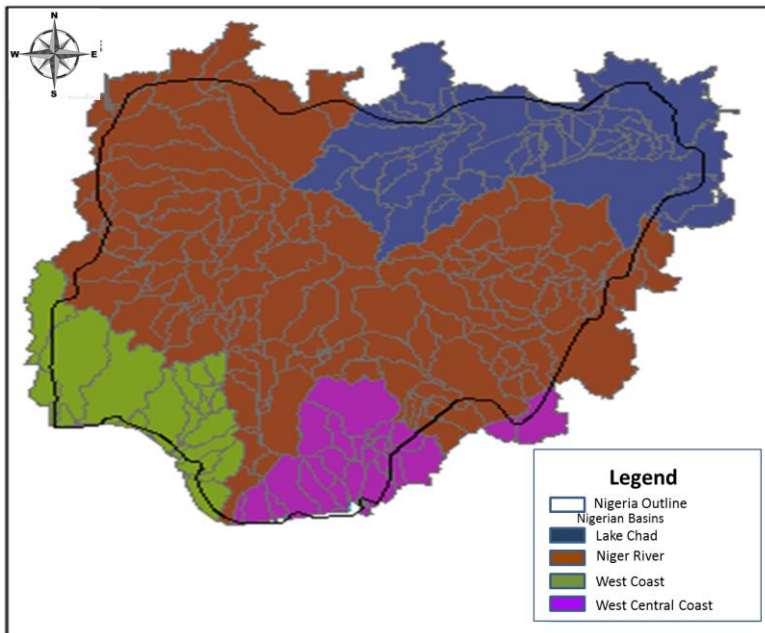 N
W E
S
Legend
Nigeria Outline
Nigerian Basins
Lake Chad
Niger River
West Coast
West Central Coast